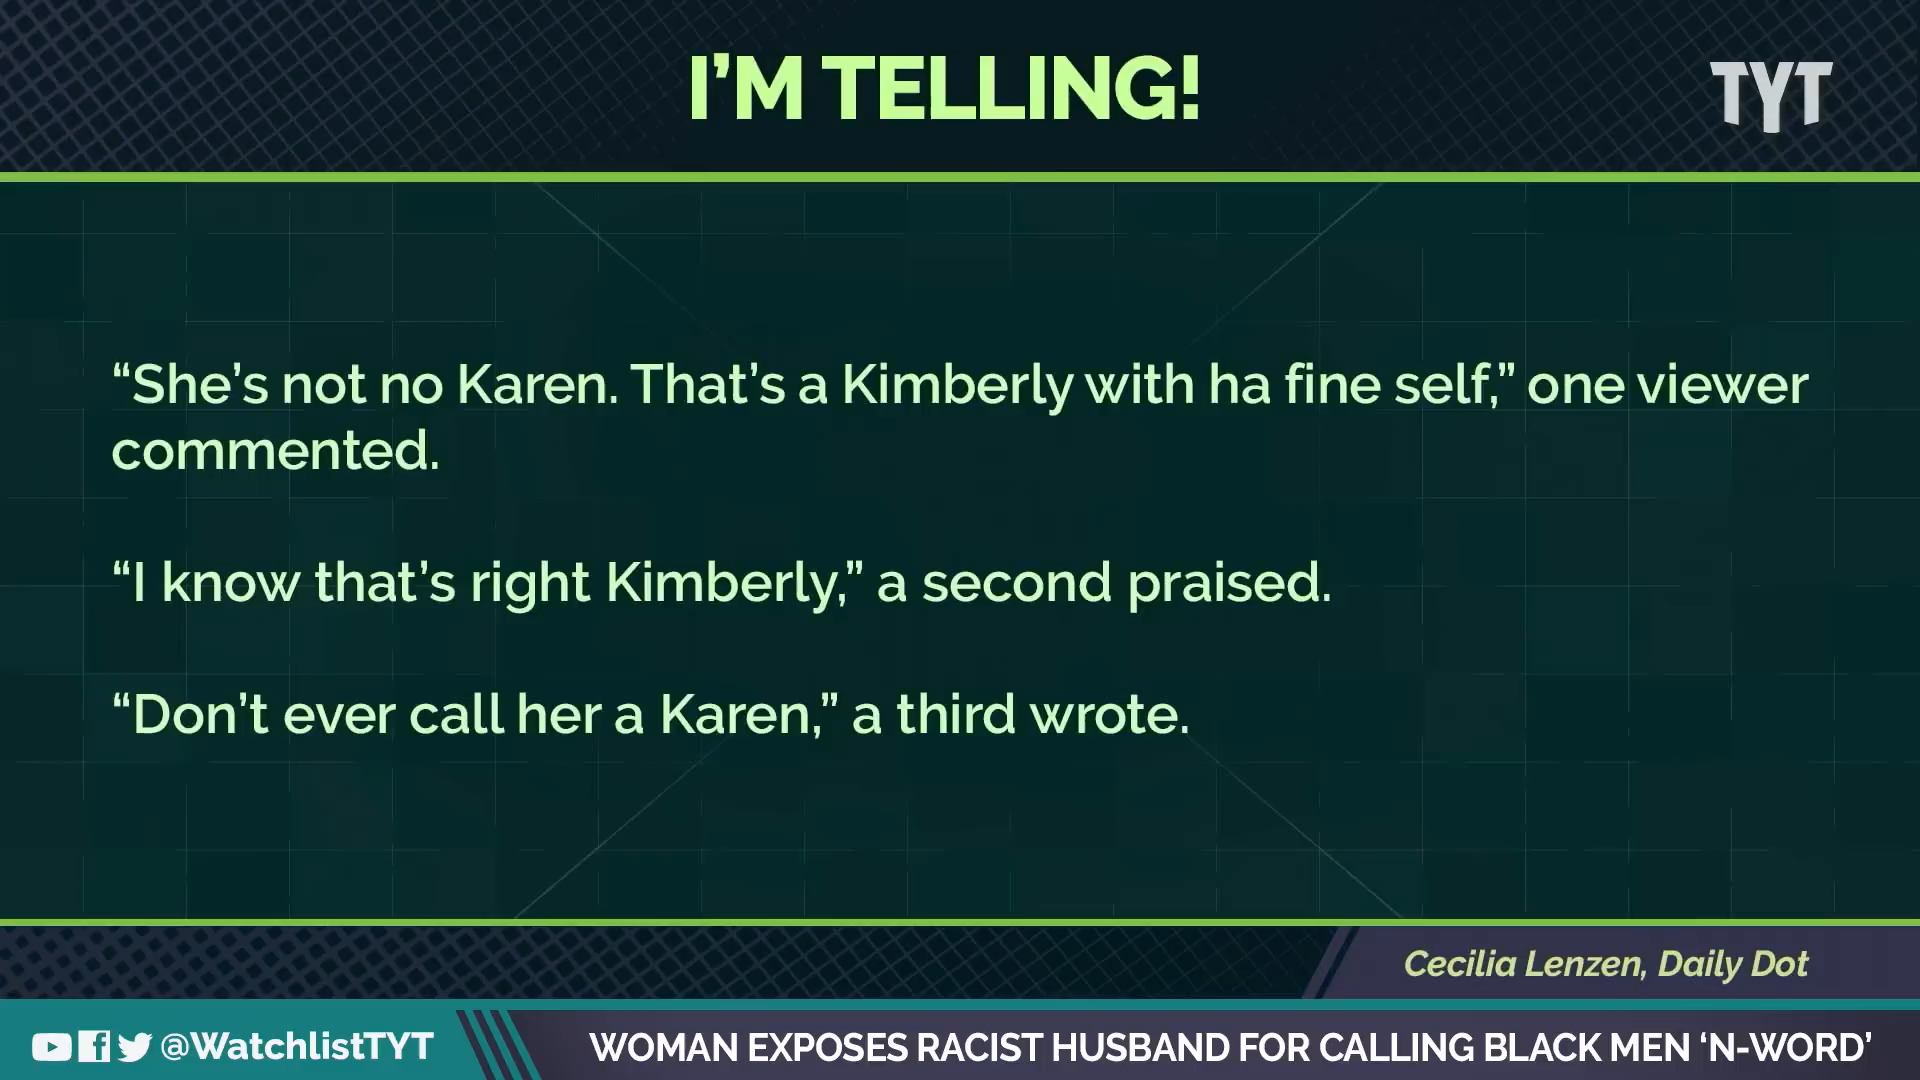 I’M TELLING!
TYT
“She’s not no Karen. That’s a Kimberly with ha fine self,” one viewer
commented.
“I know that’s right Kimberly,” a second praised.
“Don’t ever call her a Karen,” a third wrote.
Cecilia Lenzen, Daily Dot
@WatchlistTYT
WOMAN EXPOSES RACIST HUSBAND FOR CALLING BLACK MEN ‘N-WORD’